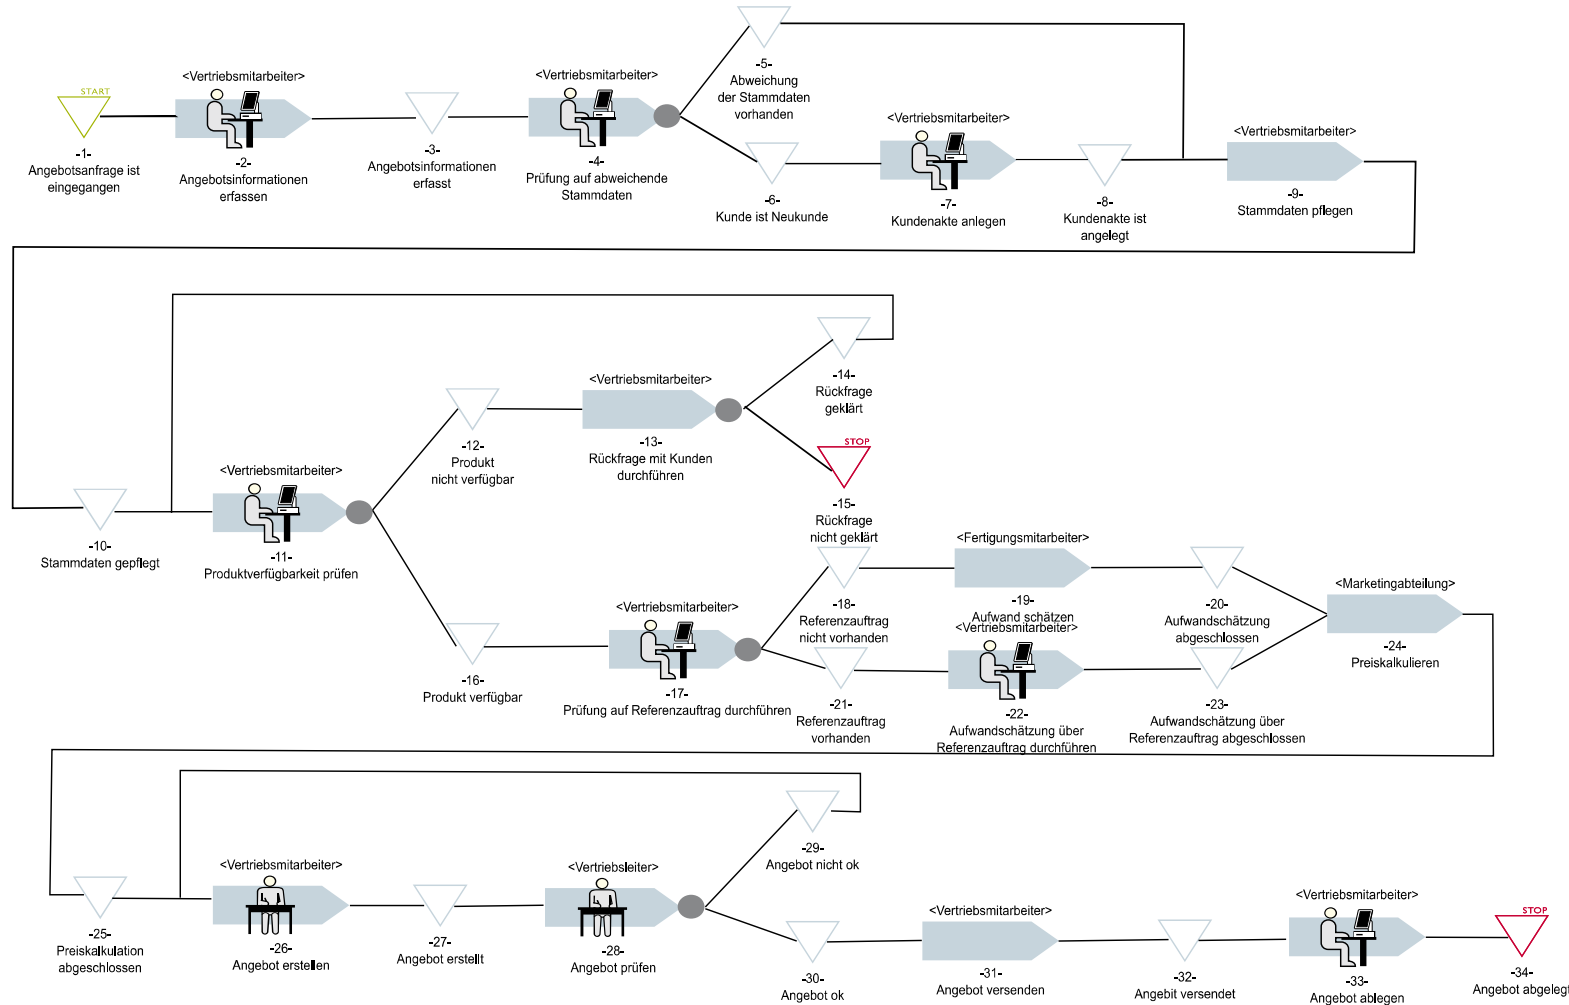 START
<Vertriebsmitarbeiter>
<Vertriebsmitarbeiter>
<Vertriebsmitarbeiter>
<Vertriebsmitarbeiter>
-1-
Angebotsanfrage ist
eingegangen
-2-
Angebotsinformationen
erfassen
-3-
Angebotsinformationen
erfasst
-4-
Prüfung auf abweichende
Stammdaten
-5-
Abweichung
der Stammdaten
vorhanden
-6-
Kunde ist Neukunde
-7-
Kundenakte anlegen
-8-
Kundenakte ist
angelegt
-9-
Stammdaten pflegen
-10-
Stammdaten gepflegt
<Vertriebsmitarbeiter>
-11-
Produktverfügbarkeit prüfen
-12-
Produkt
nicht verfügbar
<Vertriebsmitarbeiter>
-13-
Rückfrage mit Kunden
durchführen
-14-
Rückfrage
geklärt
STOP
-15-
Rückfrage
nicht geklärt
-16-
Produkt verfügbar
<Vertriebsmitarbeiter>
-17-
Prüfung auf Referenzauftrag durchführen
-18-
Referenzauftrag
nicht vorhanden
<Fertigungsmitarbeiter>
-19-
Aufwand schätzen
-20-
Aufwandschätzung
abgeschlossen
-21-
Referenzauftrag
vorhanden
<Vertriebsmitarbeiter>
-22-
Aufwandschätzung über
Referenzauftrag durchführen
-23-
Aufwandschätzung über
Referenzauftrag abgeschlossen
<Marketingabteilung>
-24-
Preiskalkulieren
-25-
Preiskalkulation
abgeschlossen
<Vertriebsmitarbeiter>
-26-
Angebot erstellen
-27-
Angebot erstellt
<Vertriebsleiter>
-28-
Angebot prüfen
-29-
Angebot nicht ok
-30-
Angebot ok
<Vertriebsmitarbeiter>
-31-
Angebot versenden
-32-
Angebit versendet
<Vertriebsmitarbeiter>
-33-
Angebot ablegen
STOP
-34-
Angebot abgelegt